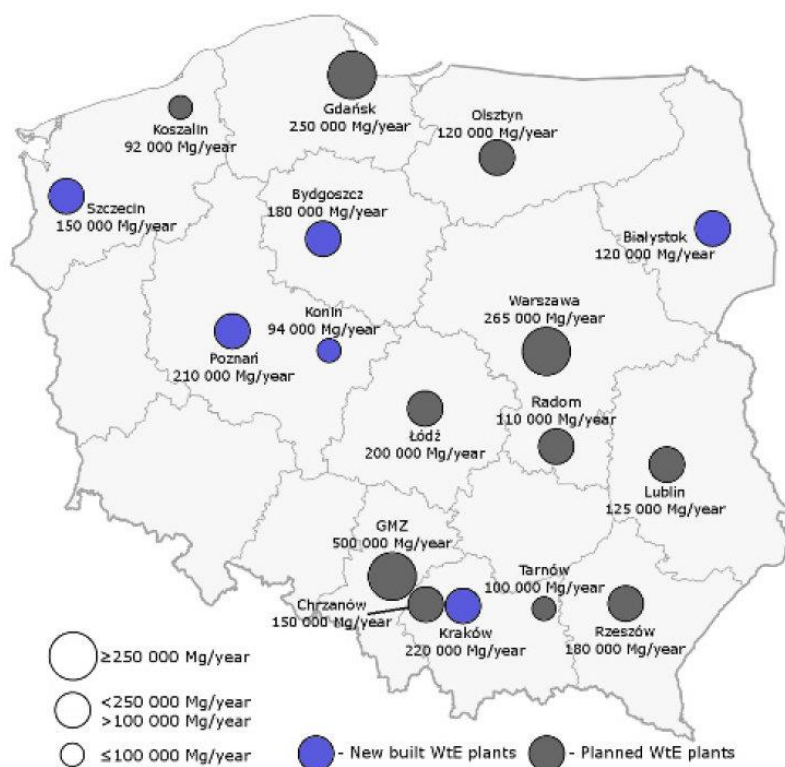 Gdańsk
250 000 Mg/year
Koszalin
92 000 Mg/year
Olsztyn
120 000 Mg/year
Szczecin
150 000 Mg/year
Bydgoszcz
180 000 Mg/year
Białystok
120 000 Mg/year
Warszawa
265 000 Mg/year
Konin
94 000 Mg/year
Poznań
210 000 Mg/year
Radom
110 000 Mg/year
Łódź
200 000 Mg/year
Lublin
125 000 Mg/year
GMZ
500 000 Mg/year
Tarnów
100 000 Mg/year
Chrzanów
150 000 Mg/year
Kraków
220 000 Mg/year
Rzeszów
180 000 Mg/year
≥250 000 Mg/year
<250 000 Mg/year
>100 000 Mg/year
≤100 000 Mg/year
- New built WtE plants
- Planned WtE plants